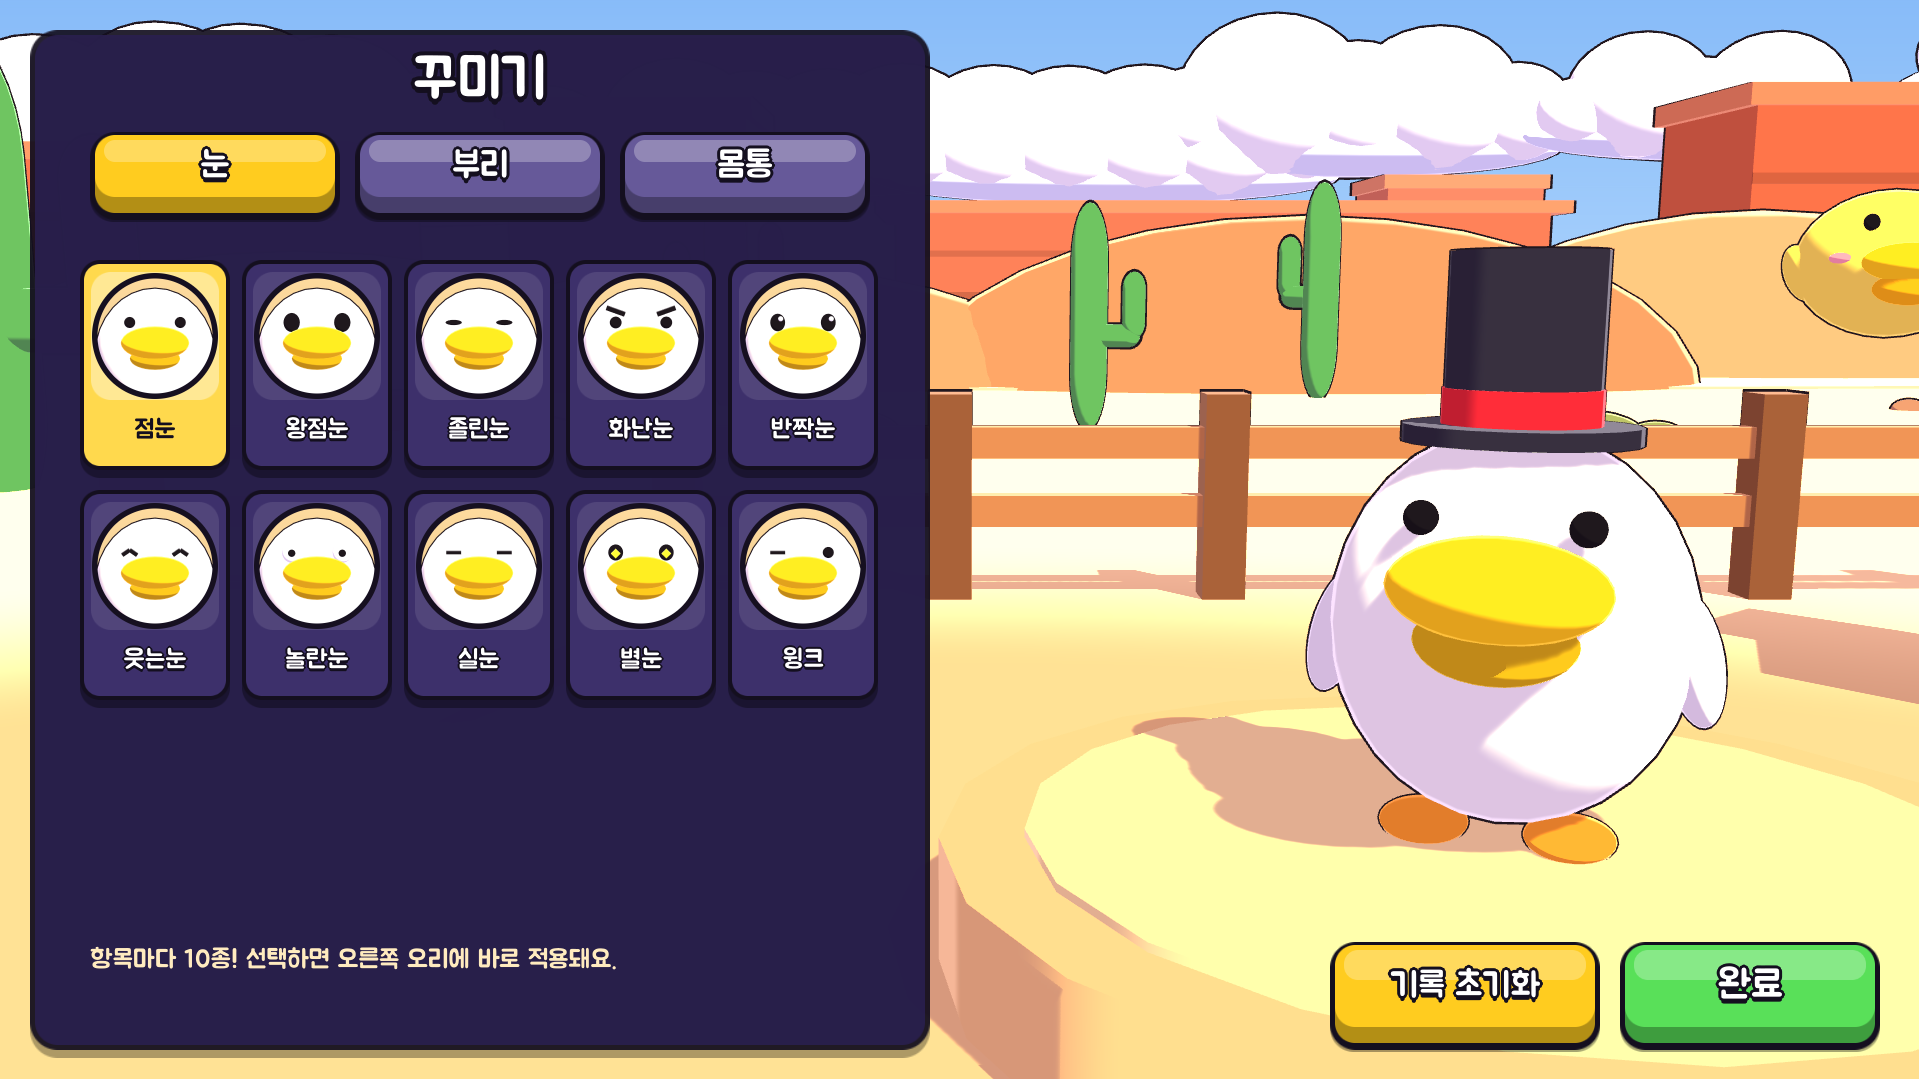 꾸미기
눈
부리
몸통
점눈
왕점눈
졸린눈
화난눈
반짝눈
웃는눈
놀란눈
실눈
별눈
윙크
항목마다 10종! 선택하면 오른쪽 오리에 바로 적용돼요.
기록 초기화
완료